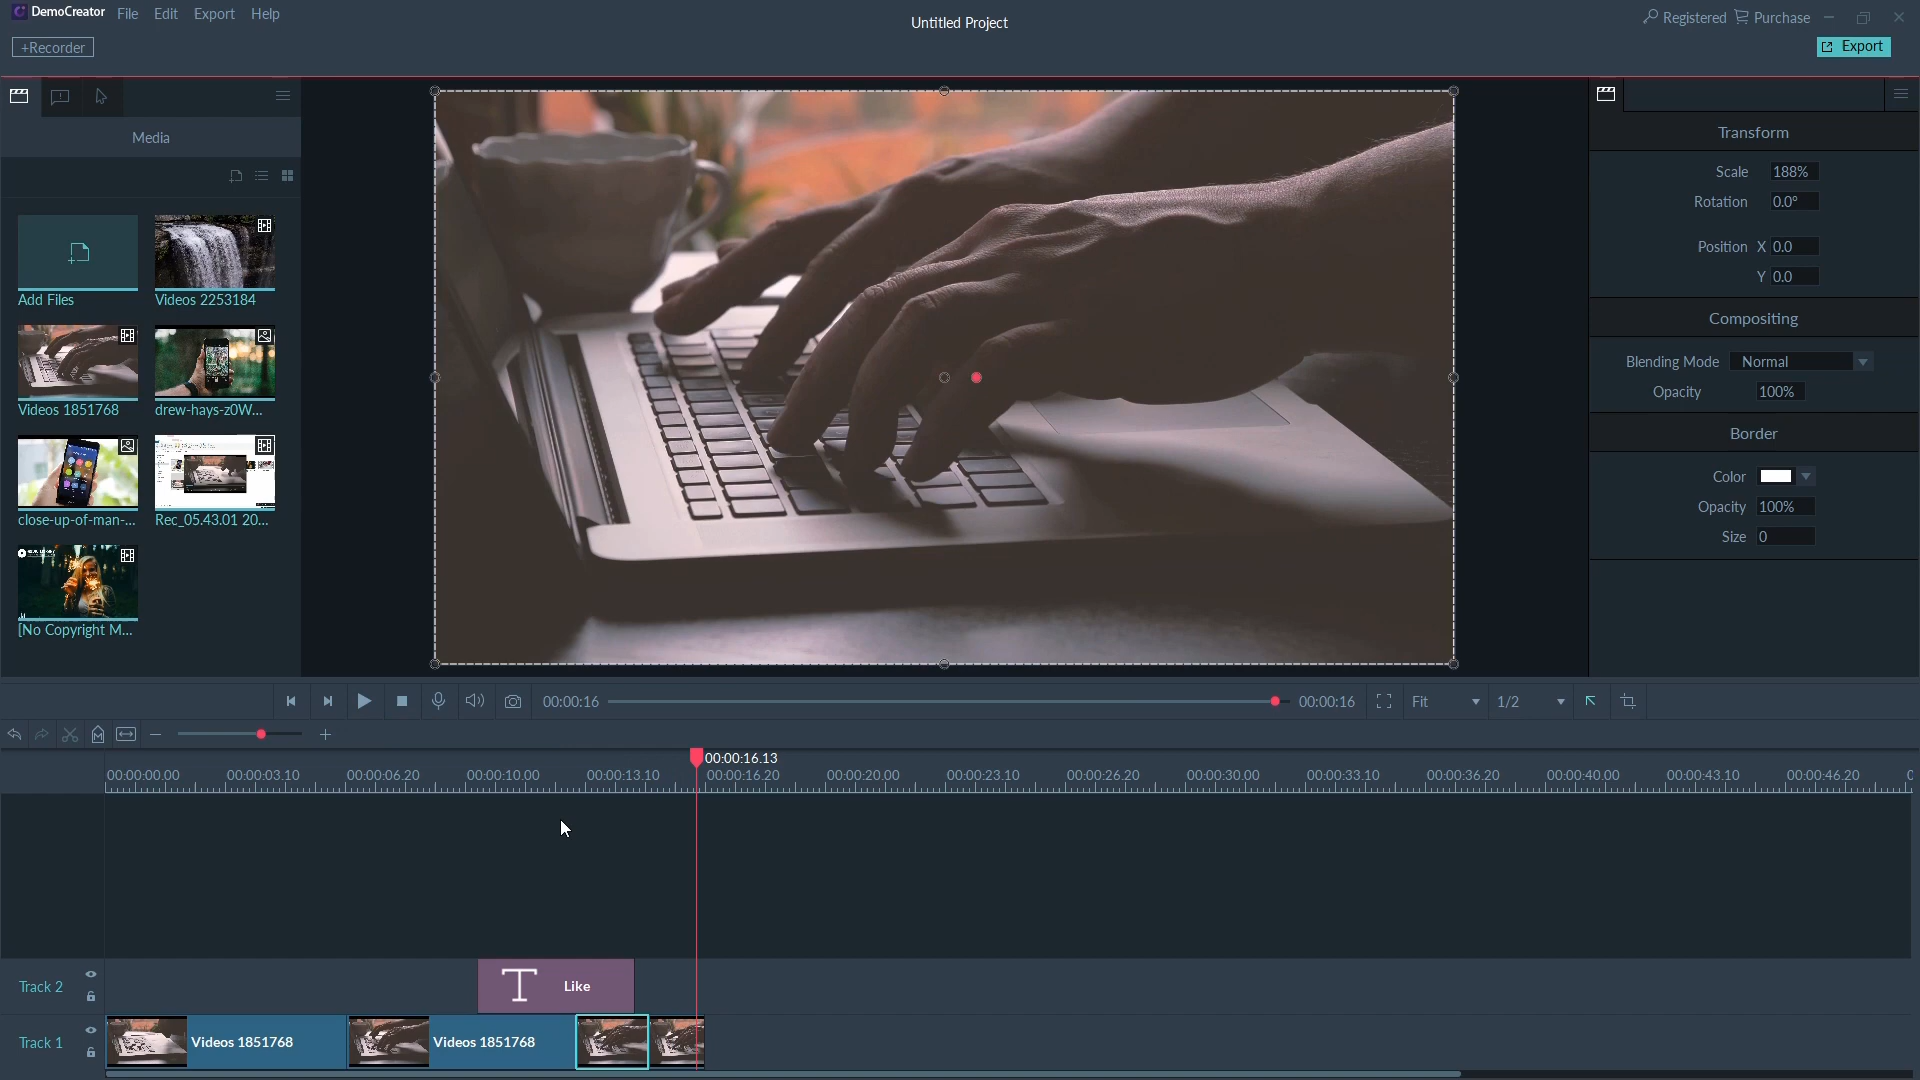 DemoCreator File Edit Export Help
Untitled Project
Registered Purchase
+Recorder
Export
Media
Add Files
Videos 2253184
Videos 1851768
drew-hays-z0W...
close-up-of-man-...
Rec_05.43.01 20...
[No Copyright M...
Transform
Scale 188%
Rotation 0.0°
Position X 0.0
Y 0.0
Compositing
Blending Mode Normal
Opacity 100%
Border
Color
Opacity 100%
Size 0
00:00:16 00:00:16 Fit 1/2
00:00:16.13
00:00:00.00 00:00:03.10 00:00:06.20 00:00:10.00 00:00:13.10 00:00:16.20 00:00:20.00 00:00:23.10 00:00:26.20 00:00:30.00 00:00:33.10 00:00:36.20 00:00:40.00 00:00:43.10 00:00:46.20 0
Track 2
T Like
Track 1
Videos 1851768 Videos 1851768